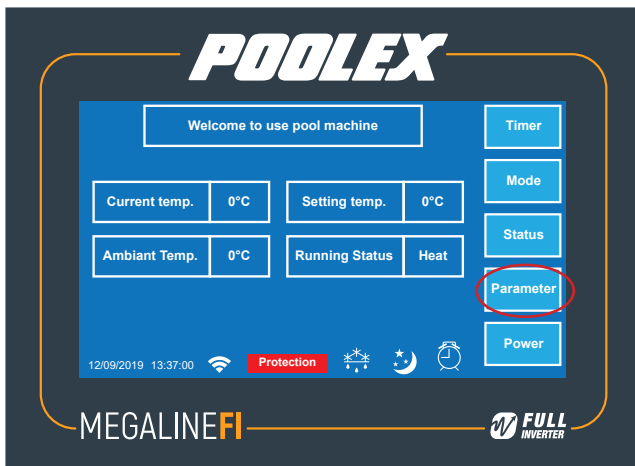 POOLEX
Welcome to use pool machine
Timer
Mode
Current temp. 0°C Setting temp. 0°C
Status
Ambiant Temp. 0°C Running Status Heat
Parameter
Power
12/09/2019 13:37:00 Protection
MEGALINEFI
FULL
INVERTER